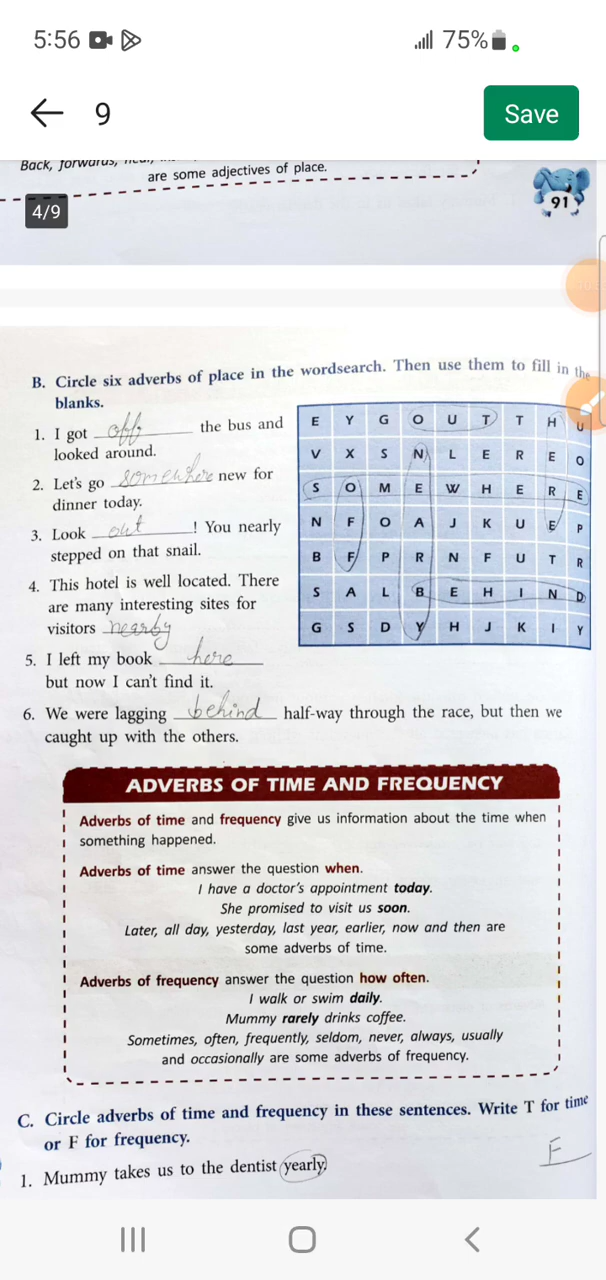 5:56 75%
9 Save
Back, forwards,
are some adjectives of place.
4/9
91
B. Circle six adverbs of place in the wordsearch. Then use them to fill in the
blanks.
1. I got off the bus and
looked around.
2. Let's go somewhere new for
dinner today.
3. Look out! You nearly
stepped on that snail.
4. This hotel is well located. There
are many interesting sites for
visitors nearby
5. I left my book here
but now I can't find it.
6. We were lagging behind half-way through the race, but then we
caught up with the others.
E Y G O U T T H U
V X S N L E R E O
S O M E W H E R E
N F O A J K U E P
B F P R N F U T R
S A L B E H I N D
G S D Y H J K I Y
ADVERBS OF TIME AND FREQUENCY
Adverbs of time and frequency give us information about the time when
something happened.
Adverbs of time answer the question when.
I have a doctor's appointment today.
She promised to visit us soon.
Later, all day, yesterday, last year, earlier, now and then are
some adverbs of time.
Adverbs of frequency answer the question how often.
I walk or swim daily.
Mummy rarely drinks coffee.
Sometimes, often, frequently, seldom, never, always, usually
and occasionally are some adverbs of frequency.
C. Circle adverbs of time and frequency in these sentences. Write T for time
or F for frequency.
1. Mummy takes us to the dentist yearly. F